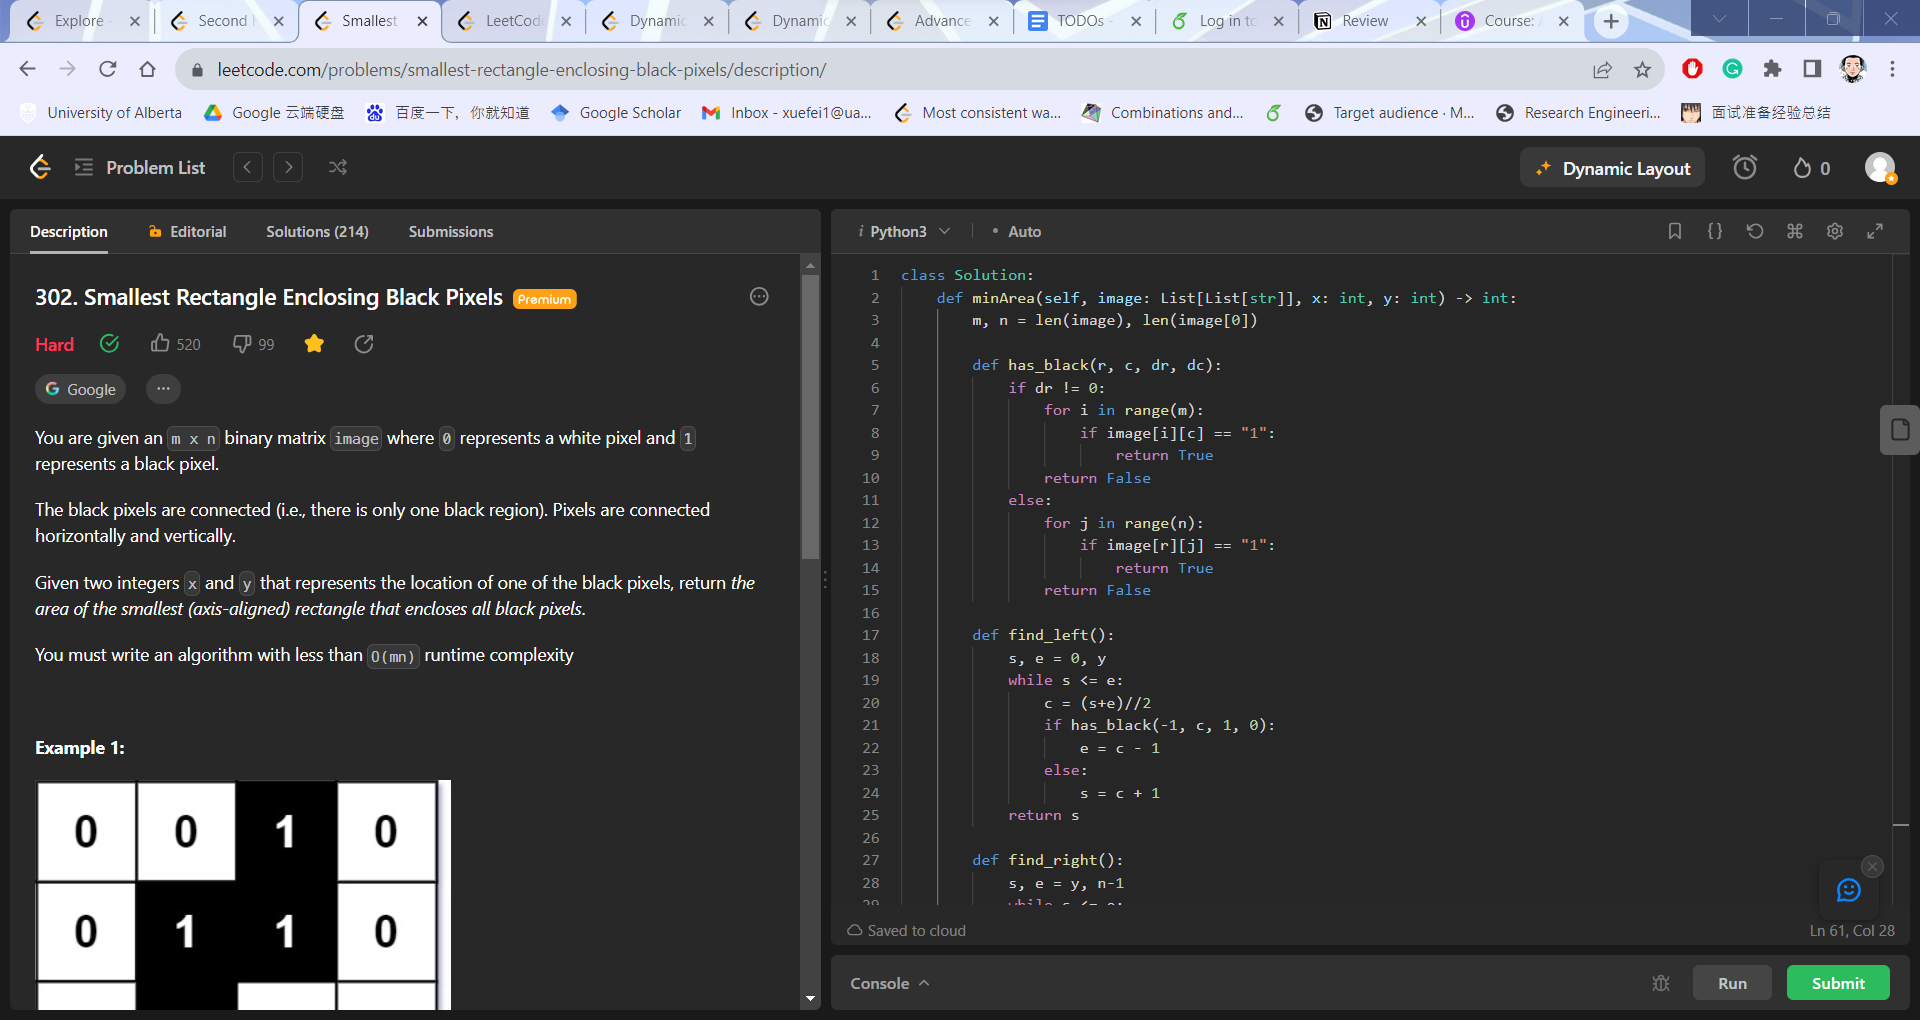 Explore -
Second
Smallest
LeetCod
Dynamic
Dynamic
Advance
TODOs -
Log in to
Review
Course:
leetcode.com/problems/smallest-rectangle-enclosing-black-pixels/description/
University of Alberta
Google 云端硬盘
百度一下，你就知道
Google Scholar
Inbox - xuefei1@ua...
Most consistent wa...
Combinations and...
Target audience · M...
Research Engineeri...
面试准备经验总结
Problem List
Dynamic Layout
0
Description
Editorial
Solutions (214)
Submissions
302. Smallest Rectangle Enclosing Black Pixels
Premium
Hard
520
99
Google
...
You are given an m x n binary matrix image where 0 represents a white pixel and 1
represents a black pixel.
The black pixels are connected (i.e., there is only one black region). Pixels are connected
horizontally and vertically.
Given two integers x and y that represents the location of one of the black pixels, return the
area of the smallest (axis-aligned) rectangle that encloses all black pixels.
You must write an algorithm with less than O(mn) runtime complexity
Example 1:
0 0 1 0
0 1 1 0
i Python3
• Auto
1 class Solution:
2 def minArea(self, image: List[List[str]], x: int, y: int) -> int:
3 m, n = len(image), len(image[0])
4
5 def has_black(r, c, dr, dc):
6 if dr != 0:
7 for i in range(m):
8 if image[i][c] == "1":
9 return True
10 return False
11 else:
12 for j in range(n):
13 if image[r][j] == "1":
14 return True
15 return False
16
17 def find_left():
18 s, e = 0, y
19 while s <= e:
20 c = (s+e)//2
21 if has_black(-1, c, 1, 0):
22 e = c - 1
23 else:
24 s = c + 1
25 return s
26
27 def find_right():
28 s, e = y, n-1
29 while s <= e:
Saved to cloud
Ln 61, Col 28
Console
Run
Submit